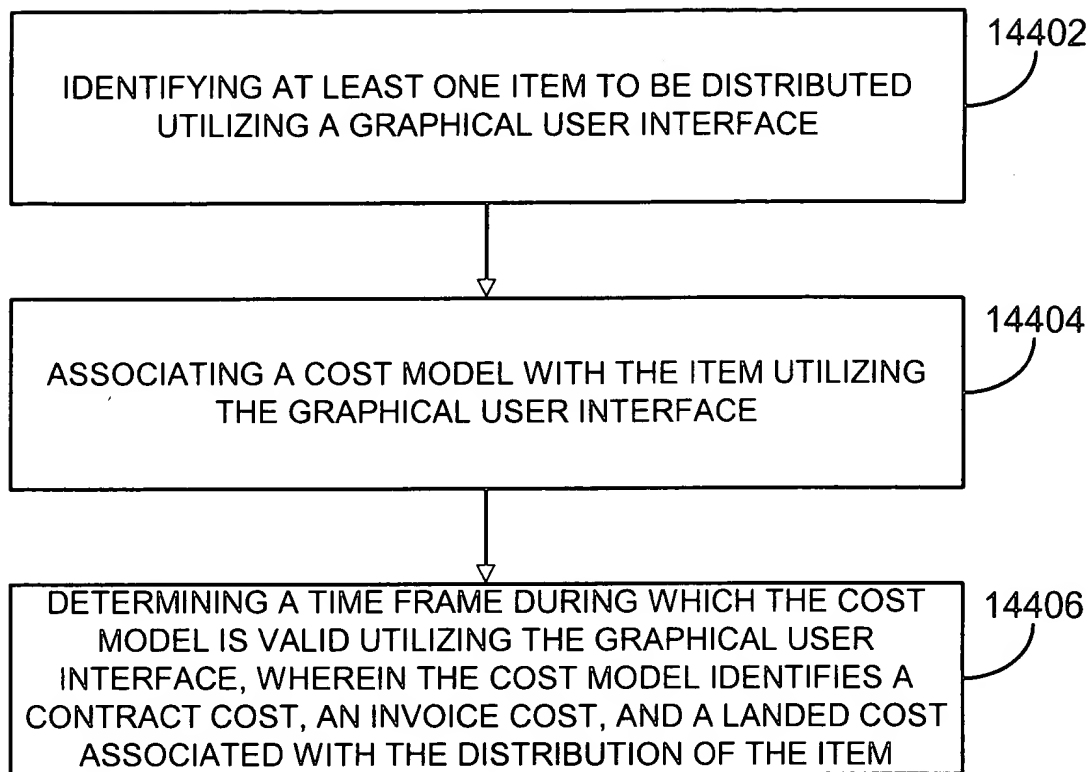 14402
IDENTIFYING AT LEAST ONE ITEM TO BE DISTRIBUTED
UTILIZING A GRAPHICAL USER INTERFACE
14404
ASSOCIATING A COST MODEL WITH THE ITEM UTILIZING
THE GRAPHICAL USER INTERFACE
14406
DETERMINING A TIME FRAME DURING WHICH THE COST
MODEL IS VALID UTILIZING THE GRAPHICAL USER
INTERFACE, WHEREIN THE COST MODEL IDENTIFIES A
CONTRACT COST, AN INVOICE COST, AND A LANDED COST
ASSOCIATED WITH THE DISTRIBUTION OF THE ITEM